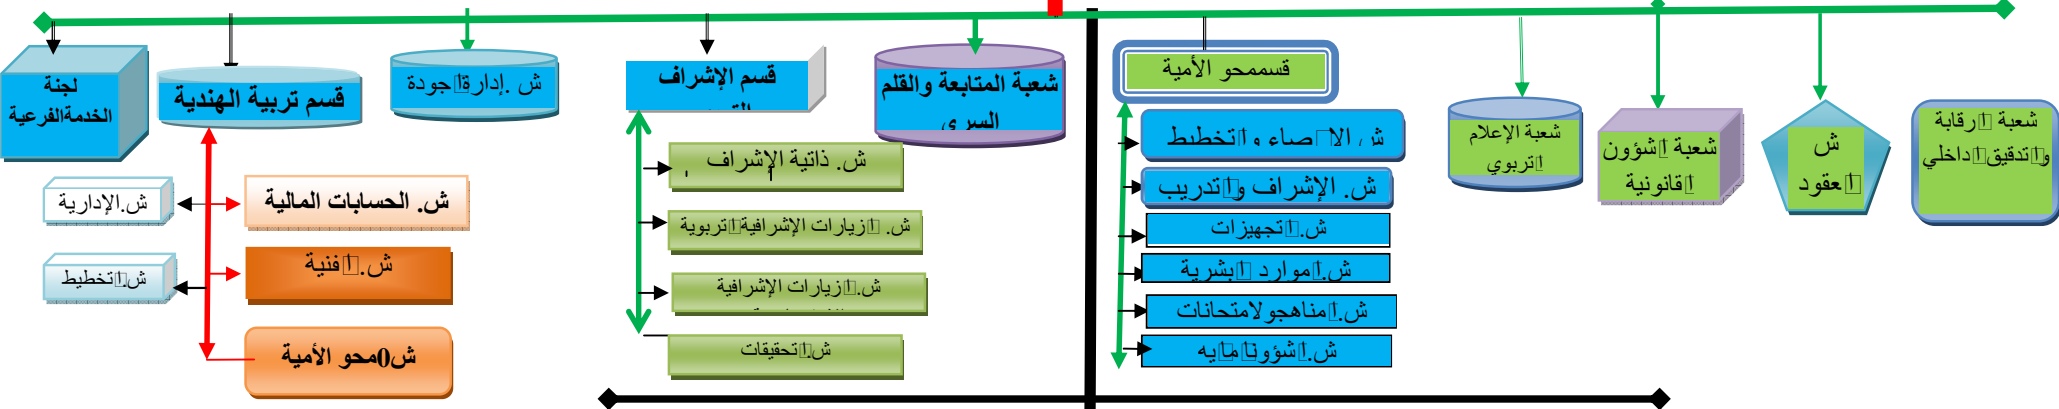 شعبة □رقابة
و□تدقيق□داخلي
ش
□عقود
شعبة □شؤون
□قانونية
شعبة الإعلام
□تربوي
قسممحو الأمية
ش. الإشراف و□تدريب
ش.□تجهيزات
ش.□موارد □بشرية
ش.□مناهجولامتحانات
ش.□شؤون□مايه
شعبة المتابعة والقلم
السري
قسم الإشراف
ش. ذاتية الإشراف
ش. □زيارات الإشرافية□تربوية
ش.□زيارات الإشرافية
ش.□تحقيقات
ش .إدارة□جودة
قسم تربية الهندية
ش. الحسابات المالية
ش.□فنية
ش0محو الأمية
ش.الإدارية
ش.□تخطيط
لجنة
الخدمةالفرعية